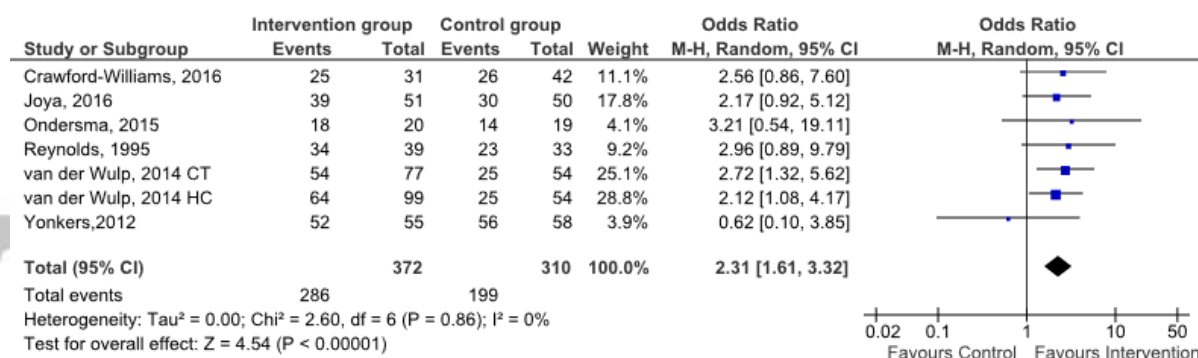 Intervention group Control group Odds Ratio Odds Ratio
Study or Subgroup Events Total Events Total Weight M-H, Random, 95% CI M-H, Random, 95% CI
Crawford-Williams, 2016 25 31 26 42 11.1% 2.56 [0.86, 7.60]
Joya, 2016 39 51 30 50 17.8% 2.17 [0.92, 5.12]
Ondersma, 2015 18 20 14 19 4.1% 3.21 [0.54, 19.11]
Reynolds, 1995 34 39 23 33 9.2% 2.96 [0.89, 9.79]
van der Wulp, 2014 CT 54 77 25 54 25.1% 2.72 [1.32, 5.62]
van der Wulp, 2014 HC 64 99 25 54 28.8% 2.12 [1.08, 4.17]
Yonkers,2012 52 55 56 58 3.9% 0.62 [0.10, 3.85]
Total (95% CI) 372 310 100.0% 2.31 [1.61, 3.32]
Total events 286 199
Heterogeneity: Tau² = 0.00; Chi² = 2.60, df = 6 (P = 0.86); I² = 0%
Test for overall effect: Z = 4.54 (P < 0.00001)
0.02 0.1 1 10 50
Favours Control Favours Intervention